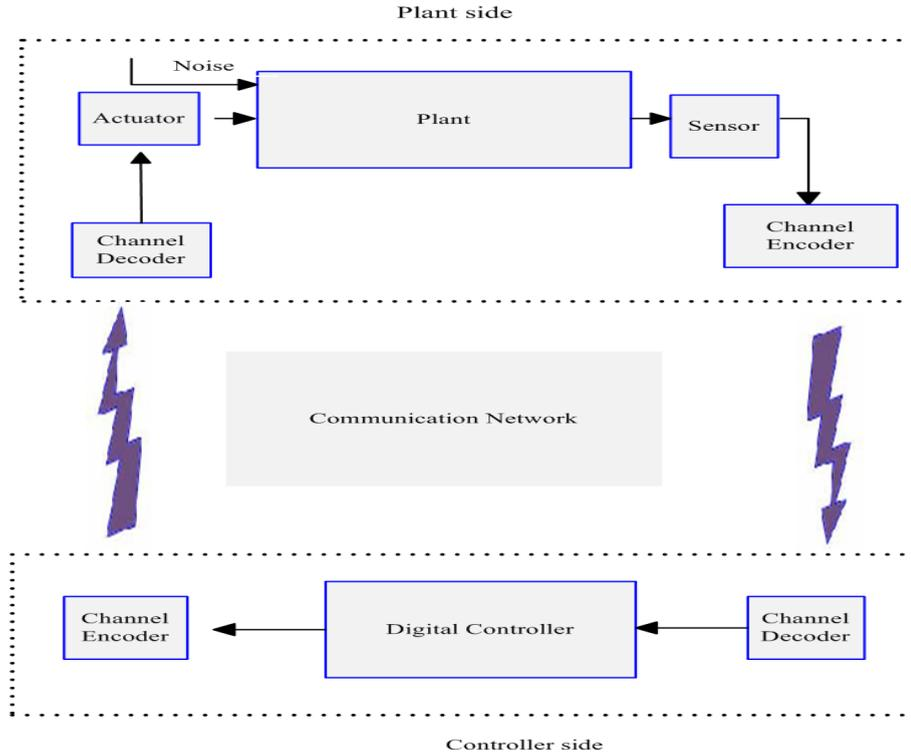 Plant side
Noise
Actuator
Plant
Sensor
Channel
Decoder
Channel
Encoder
Communication Network
Channel
Encoder
Digital Controller
Channel
Decoder
Controller side